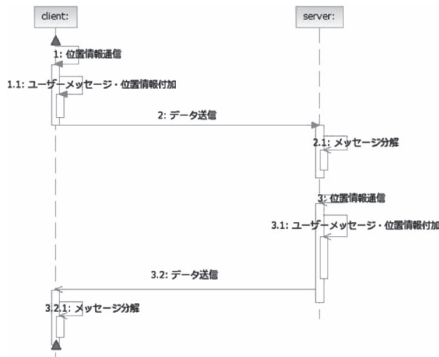 client:
server:
1: 位置情報通信
1.1: ユーザーメッセージ・位置情報付加
2: データ送信
2.1: メッセージ分解
3: 位置情報通信
3.1: ユーザーメッセージ・位置情報付加
3.2: データ送信
3.2.1: メッセージ分解